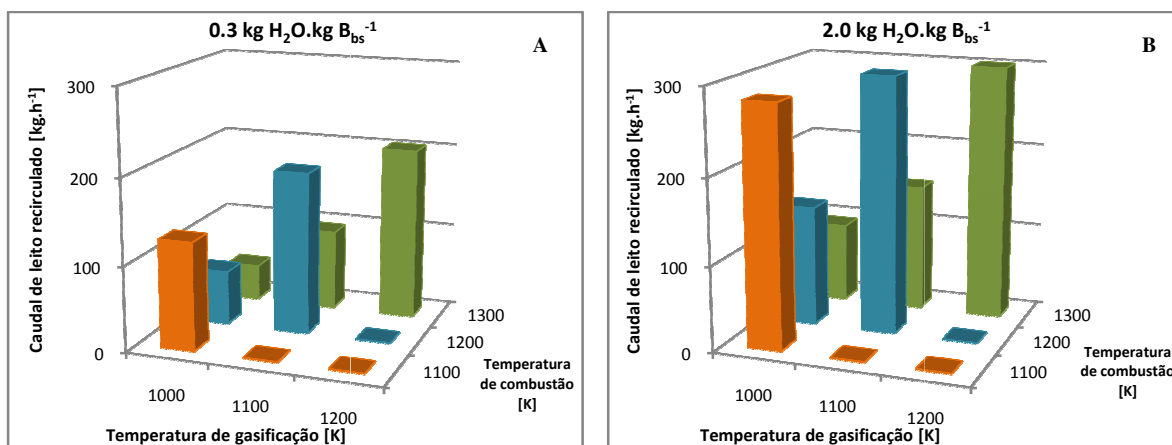 0.3 kg H₂O.kg B_bs⁻¹
A
Caudal de leito recirculado [kg.h⁻¹]
300
200
100
0
1000
1100
1200
Temperatura de gasificação [K]
1300
1200
1100
Temperatura
de combustão
[K]
2.0 kg H₂O.kg B_bs⁻¹
B
Caudal de leito recirculado [kg.h⁻¹]
300
200
100
0
1000
1100
1200
Temperatura de gasificação [K]
1300
1200
1100
Temperatura
de combustão
[K]